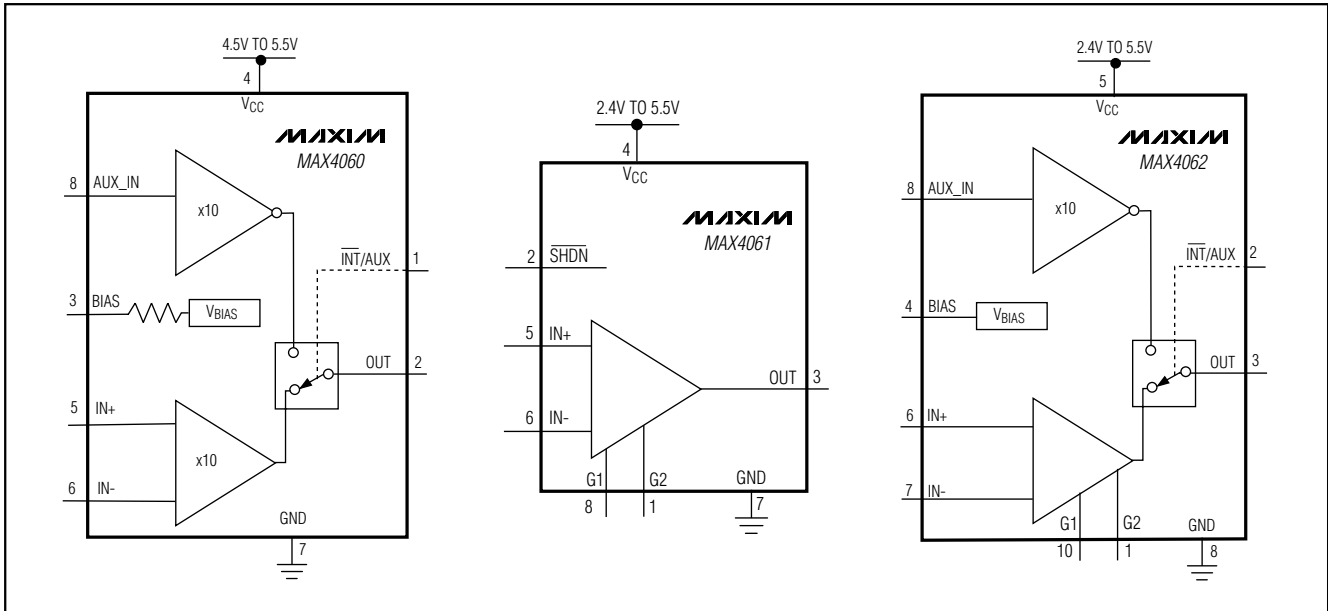 4.5V TO 5.5V
4
VCC
MAXIM
MAX4060
8 AUX_IN
x10
INT/AUX 1
3 BIAS
VBIAS
OUT 2
5 IN+
6 IN-
x10
GND
7
2.4V TO 5.5V
4
VCC
MAXIM
MAX4061
2 SHDN
5 IN+
OUT 3
6 IN-
G1 G2 GND
8 1 7
2.4V TO 5.5V
5
VCC
MAXIM
MAX4062
8 AUX_IN
x10
INT/AUX 2
4 BIAS
VBIAS
OUT 3
6 IN+
7 IN-
G1 G2 GND
10 1 8